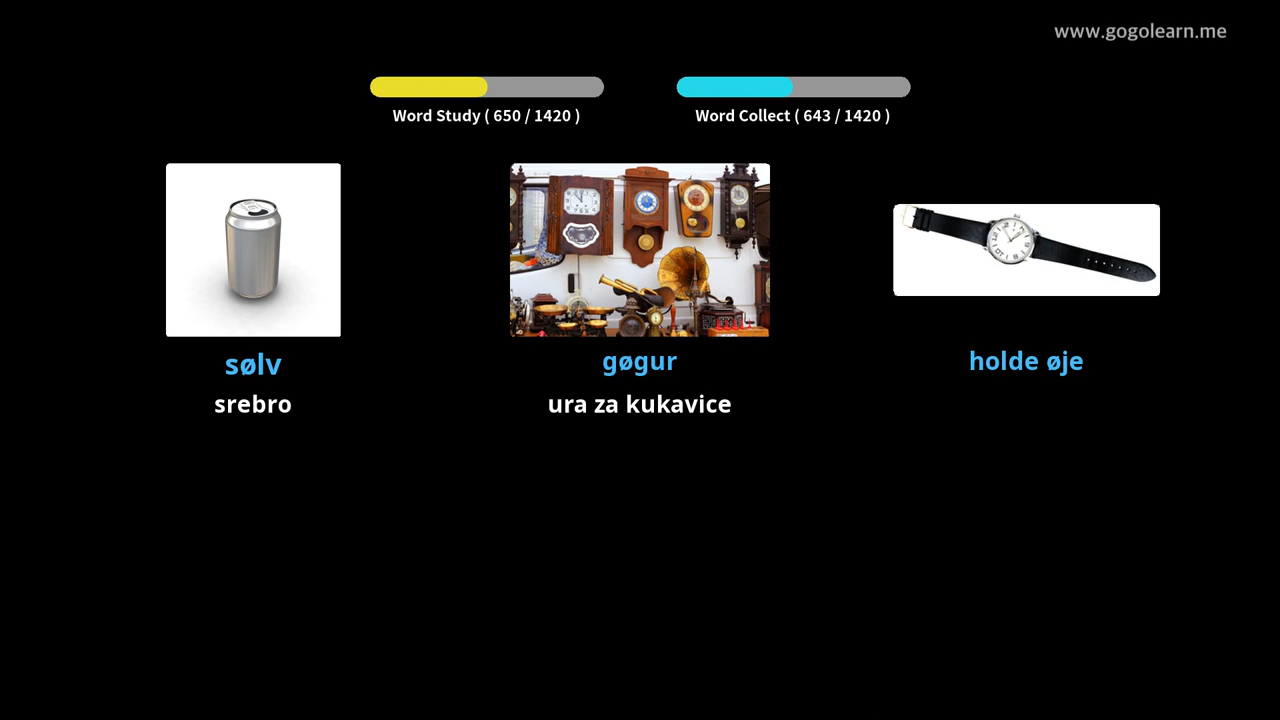 www.gogolearn.me
Word Study ( 650 / 1420 )
Word Collect ( 643 / 1420 )
sølv
srebro
gøgur
ura za kukavice
holde øje